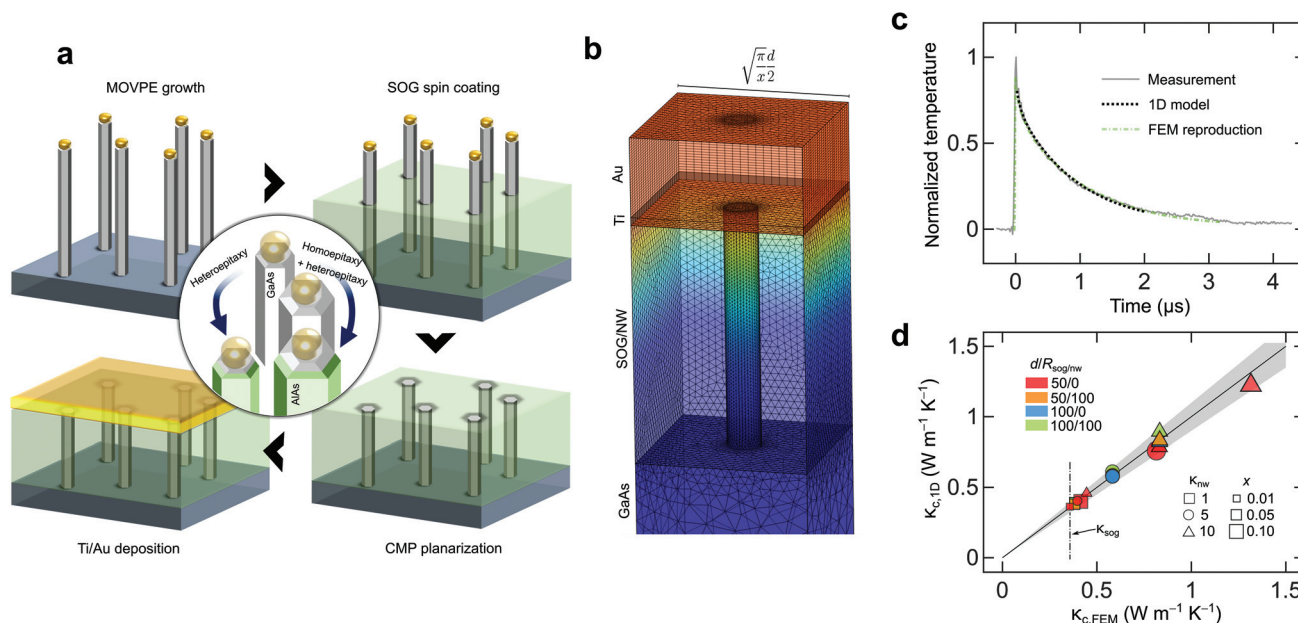 a
MOVPE growth
SOG spin coating
Heteroepitaxy
GaAs
Homoepitaxy
+ heteroepitaxy
AlAs
Ti/Au deposition
CMP planarization
b
√(π/x) d/2
Au
Ti
SOG/NW
GaAs
c
Normalized temperature
1
0.5
0
Measurement
1D model
FEM reproduction
0
1
2
3
4
Time (µs)
d
κc,1D (W m⁻¹ K⁻¹)
1.5
1.0
0.5
0
d/Rsog/nw
50/0
50/100
100/0
100/100
κnw
x
1
0.01
5
0.05
10
0.10
κsog
0
0.5
1
1.5
κc,FEM (W m⁻¹ K⁻¹)